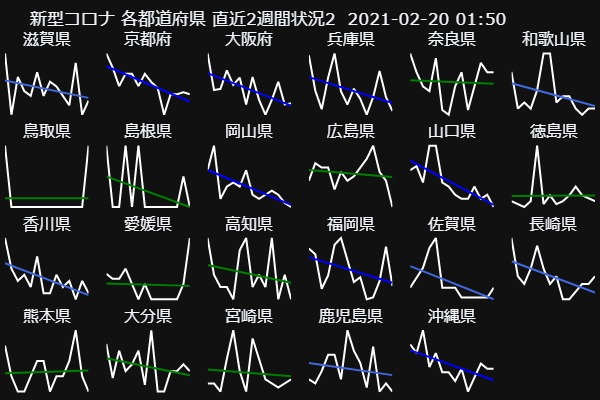 新型コロナ 各都道府県 直近2週間状況2 2021-02-20 01:50
滋賀県 京都府 大阪府 兵庫県 奈良県 和歌山県
鳥取県 島根県 岡山県 広島県 山口県 徳島県
香川県 愛媛県 高知県 福岡県 佐賀県 長崎県
熊本県 大分県 宮崎県 鹿児島県 沖縄県